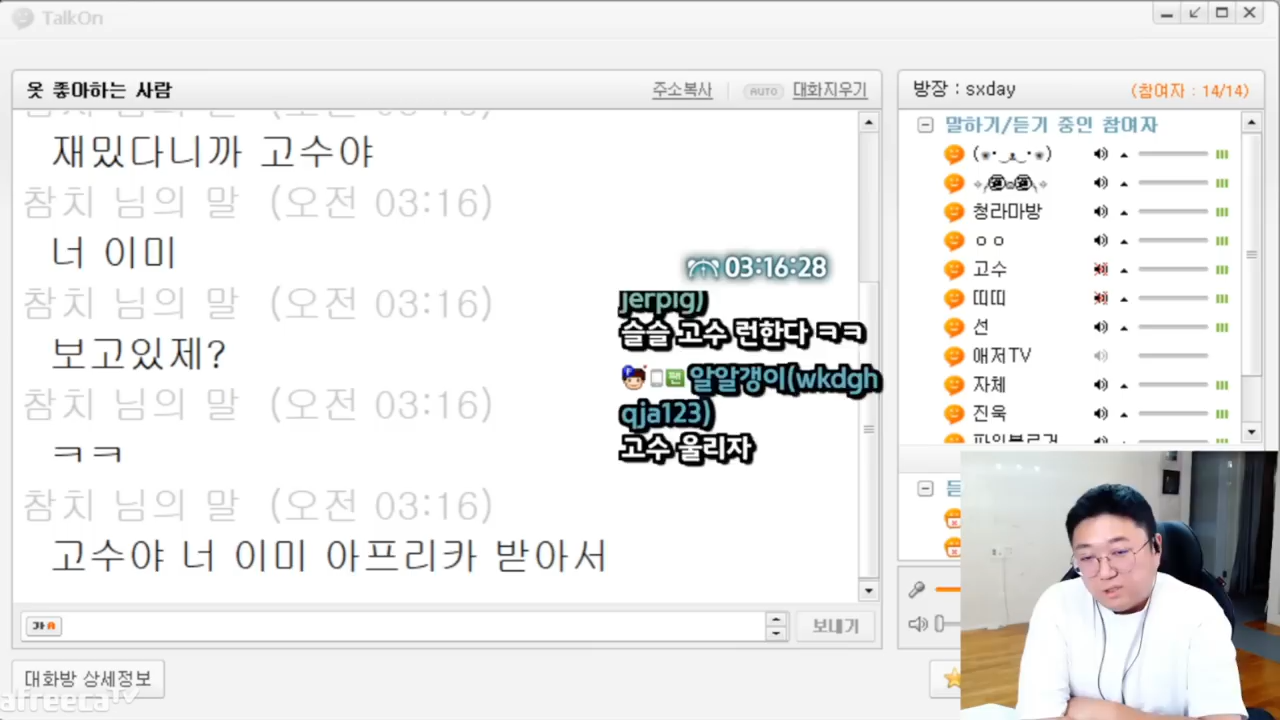 TalkOn
옷 좋아하는 사람
주소복사
AUTO
대화지우기
재밌다니까 고수야
참치 님의 말 (오전 03:16)
너 이미
참치 님의 말 (오전 03:16)
보고있제?
참치 님의 말 (오전 03:16)
ㅋㅋ
참치 님의 말 (오전 03:16)
고수야 너 이미 아프리카 받아서
가
보내기
대화방 상세정보
afreecaTV
03:16:28
jerpig)
슬슬 고수 런한다 ㅋㅋ
팬 알알갱이(wkdgh
qja123)
고수 울리자
방장 : sxday
(참여자 : 14/14)
말하기/듣기 중인 참여자
청라마방
ㅇㅇ
고수
띠띠
선
애저TV
자체
진욱
파인블로거